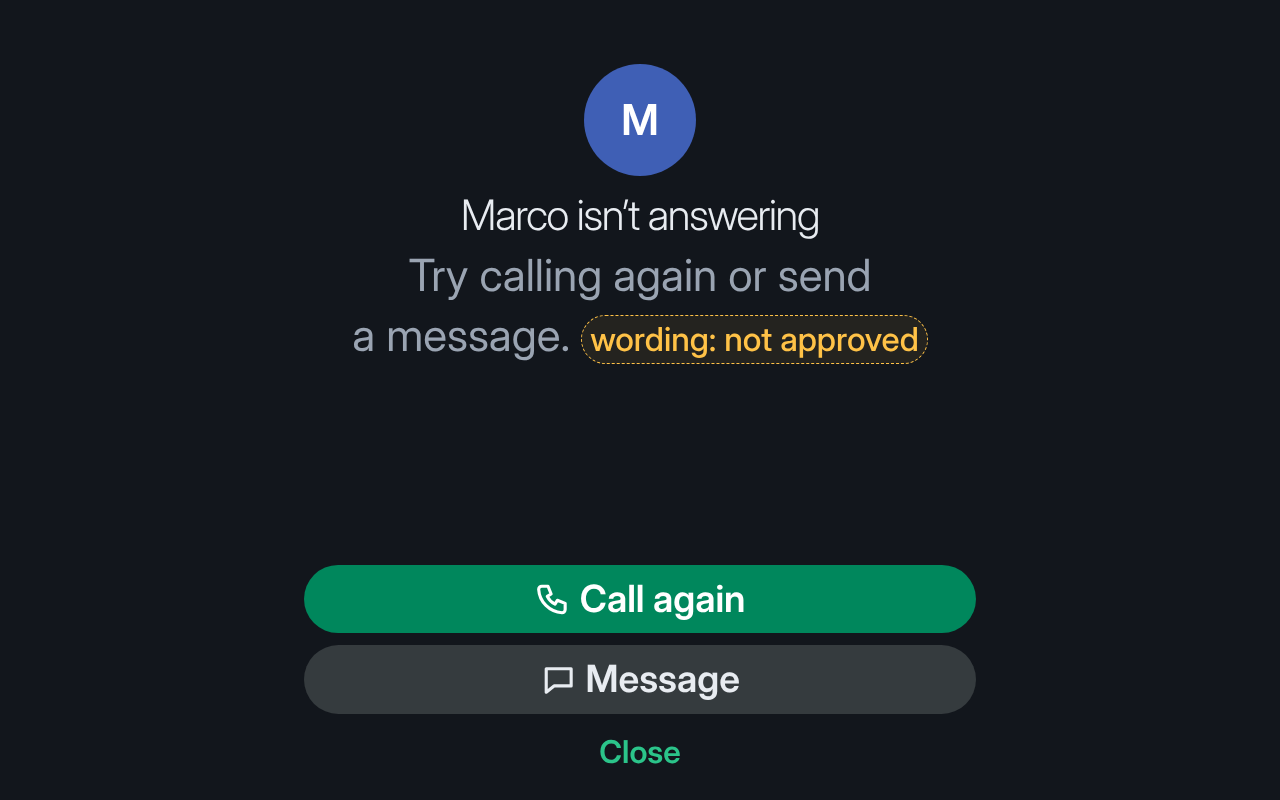 M
Marco isn’t answering
Try calling again or send
a message. wording: not approved
Call again
Message
Close